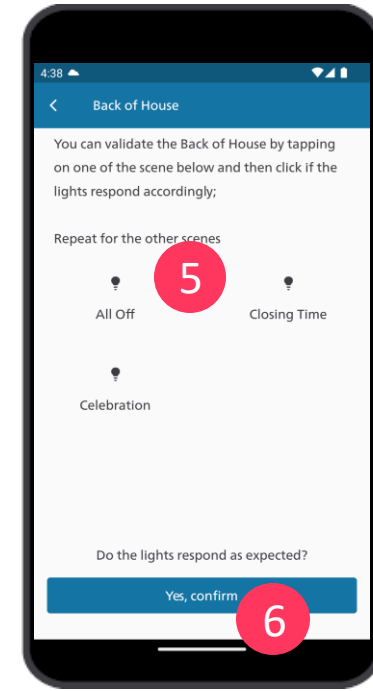 4:38
Back of House
You can validate the Back of House by tapping
on one of the scene below and then click if the
lights respond accordingly;
Repeat for the other scenes
5
All Off
Closing Time
Celebration
Do the lights respond as expected?
Yes, confirm
6